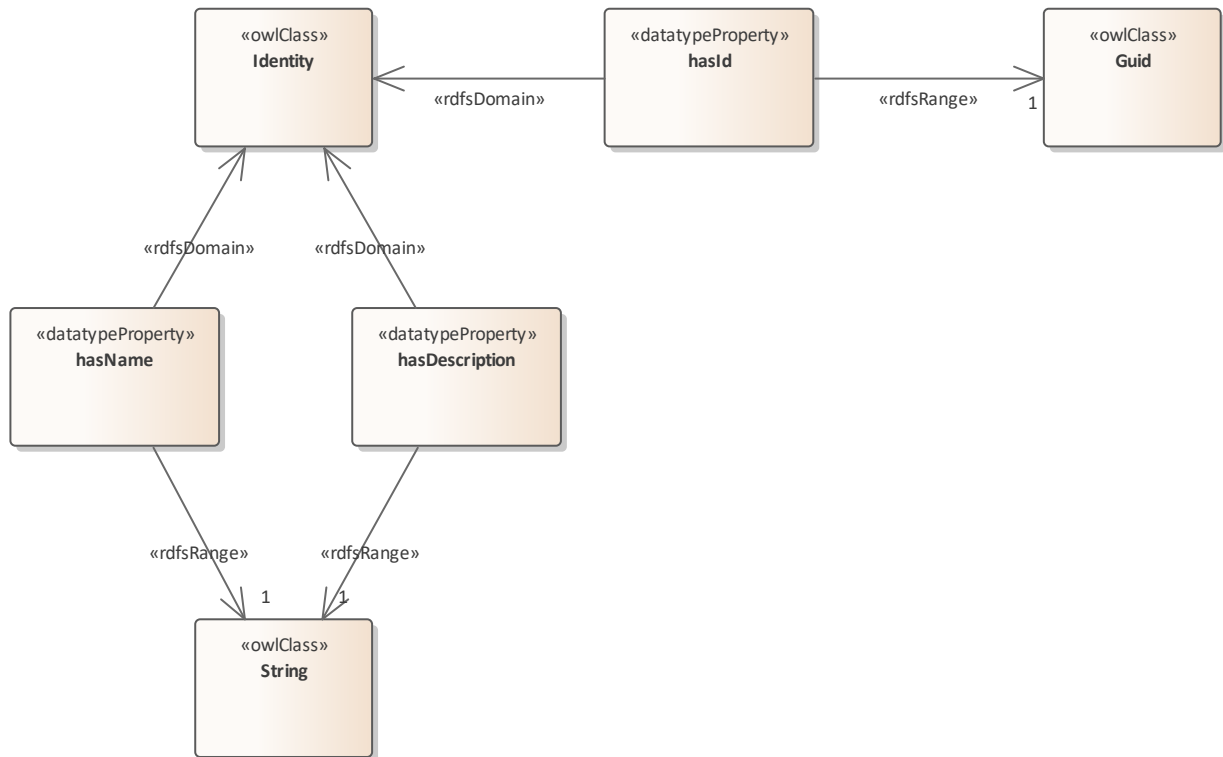 «owlClass»
Identity
«datatypeProperty»
hasId
«owlClass»
Guid
«rdfsDomain»
«rdfsRange»
1
«rdfsDomain»
«rdfsDomain»
«datatypeProperty»
hasName
«datatypeProperty»
hasDescription
«rdfsRange»
«rdfsRange»
1
1
«owlClass»
String